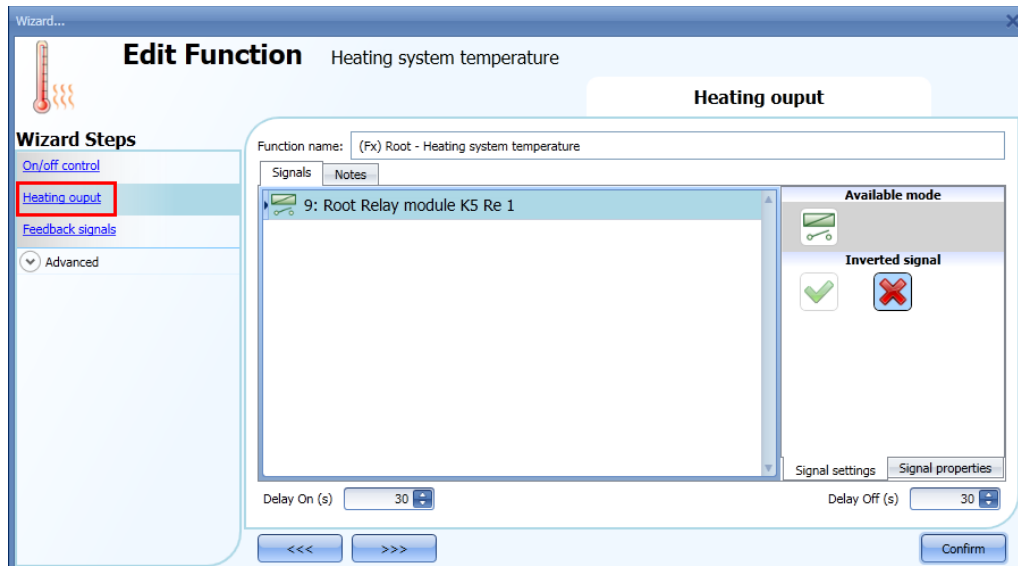 Wizard...
Edit Function Heating system temperature
Heating ouput
Wizard Steps
On/off control
Heating ouput
Feedback signals
Advanced
Function name: (Fx) Root - Heating system temperature
Signals Notes
9: Root Relay module K5 Re 1
Available mode
Inverted signal
Signal settings Signal properties
Delay On (s) 30
Delay Off (s) 30
<<< >>> Confirm